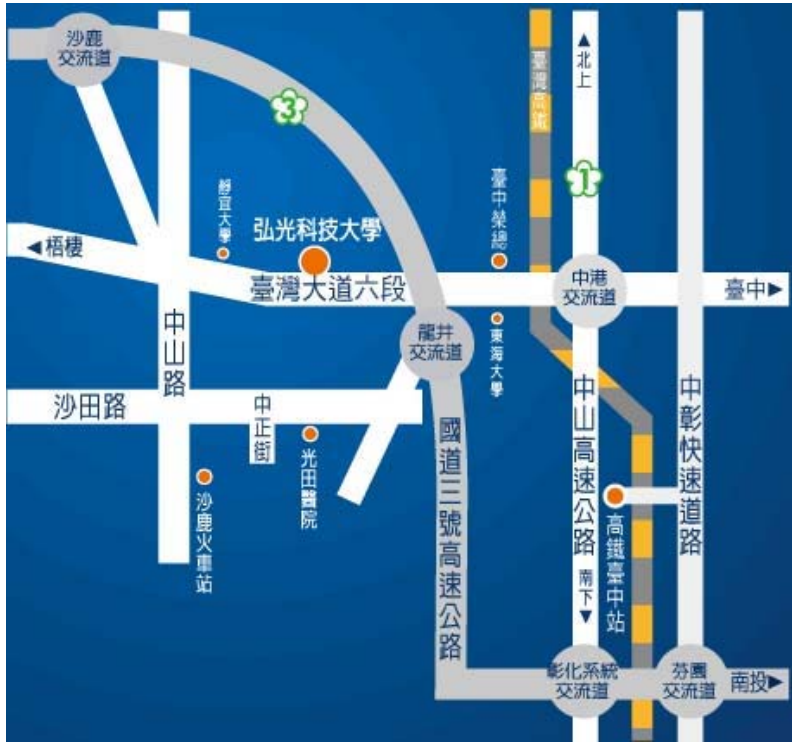 沙鹿
交流道
3
臺灣高鐵
▲北上
1
靜宜大學
弘光科技大學
臺中榮總
◀梧棲
臺灣大道六段
中港
交流道
臺中▶
中山路
龍井
交流道
東海大學
沙田路
中正街
光田醫院
沙鹿火車站
國道三號高速公路
中山高速公路
中彰快速道路
高鐵臺中站
南下▼
彰化系統
交流道
芬園
交流道
南投▶